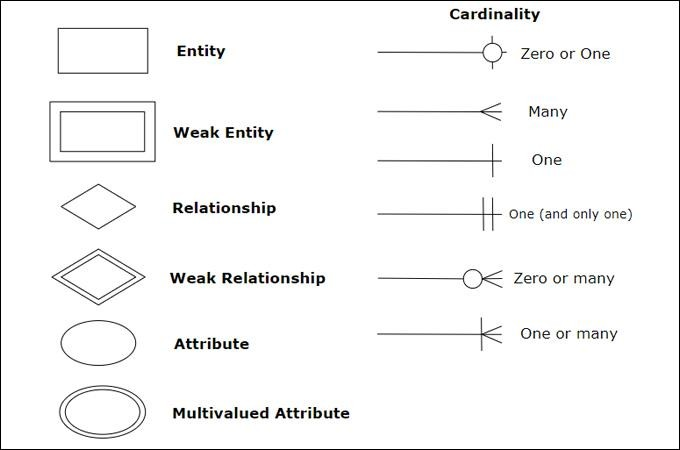 Cardinality
Entity
Zero or One
Weak Entity
Many
One
Relationship
One (and only one)
Weak Relationship
Zero or many
Attribute
One or many
Multivalued Attribute